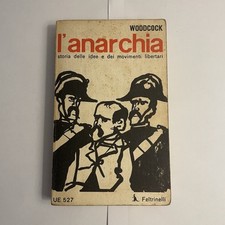 WOODCOCK
l'anarchia
storia delle idee e dei movimenti libertari
UE 527
Feltrinelli